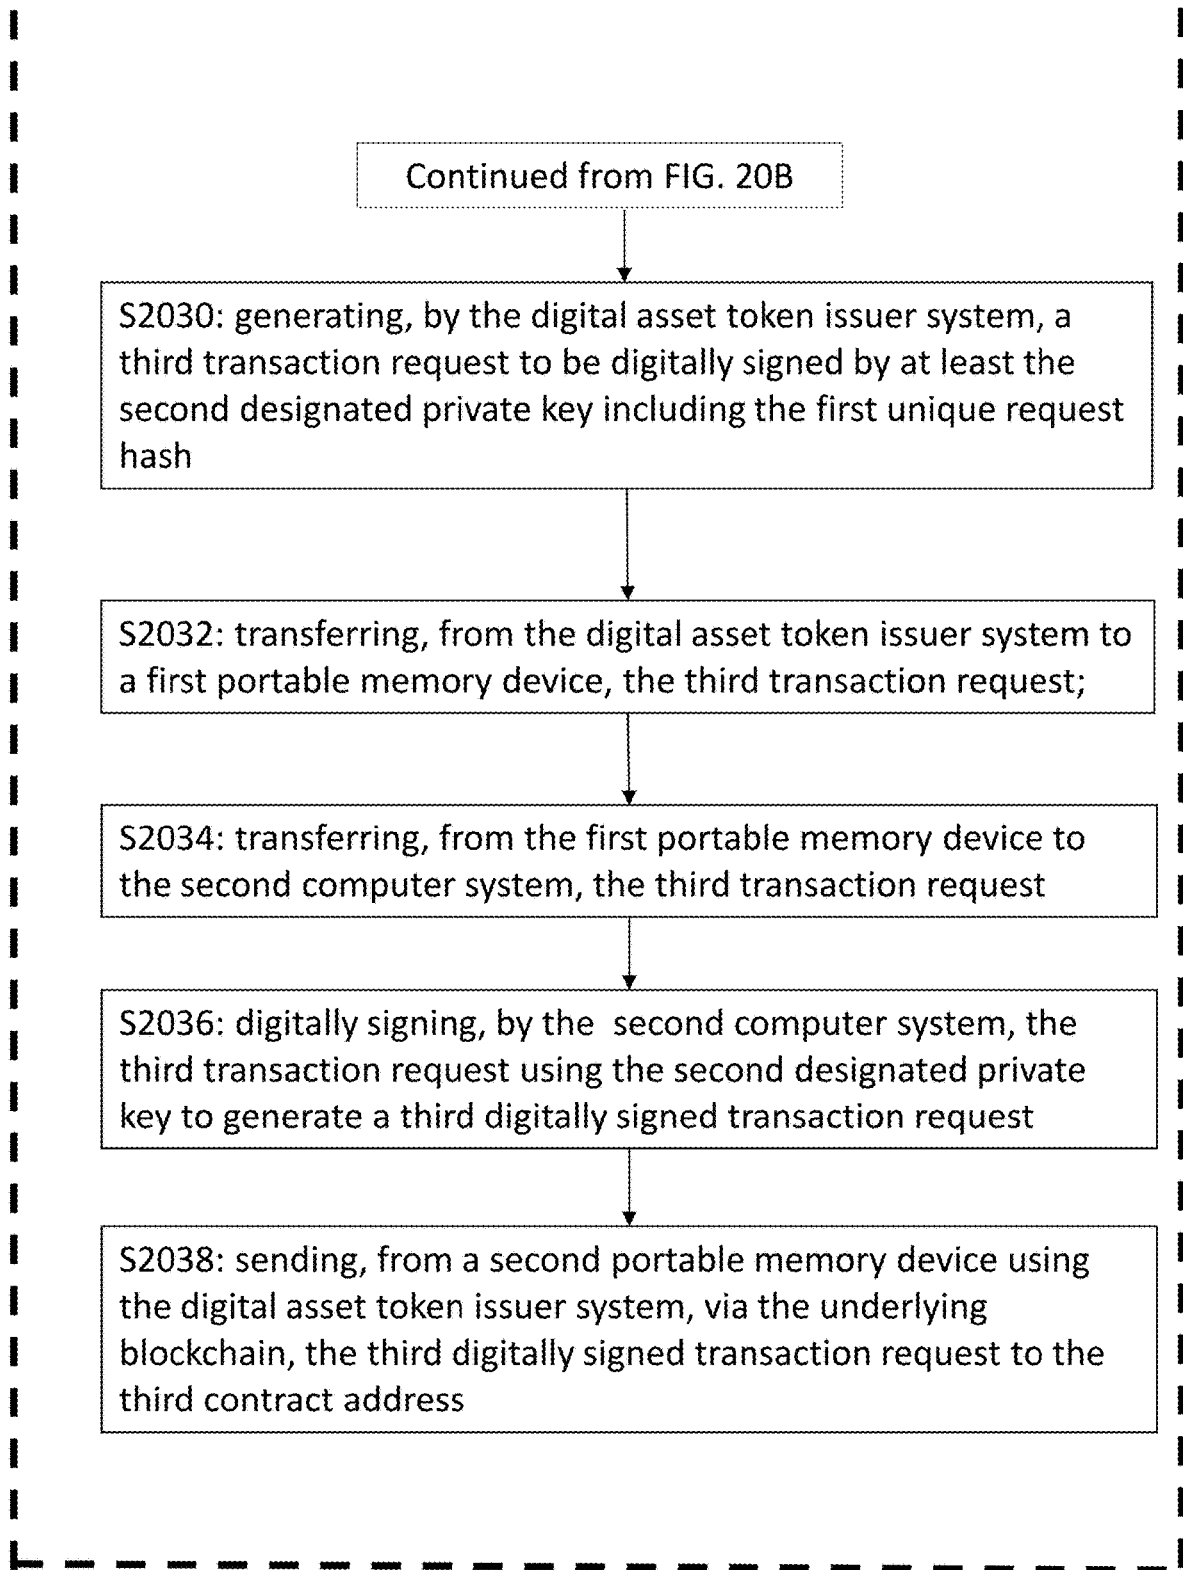 Continued from FIG. 20B
S2030: generating, by the digital asset token issuer system, a
third transaction request to be digitally signed by at least the
second designated private key including the first unique request
hash
S2032: transferring, from the digital asset token issuer system to
a first portable memory device, the third transaction request;
S2034: transferring, from the first portable memory device to
the second computer system, the third transaction request
S2036: digitally signing, by the  second computer system, the
third transaction request using the second designated private
key to generate a third digitally signed transaction request
S2038: sending, from a second portable memory device using
the digital asset token issuer system, via the underlying
blockchain, the third digitally signed transaction request to the
third contract address